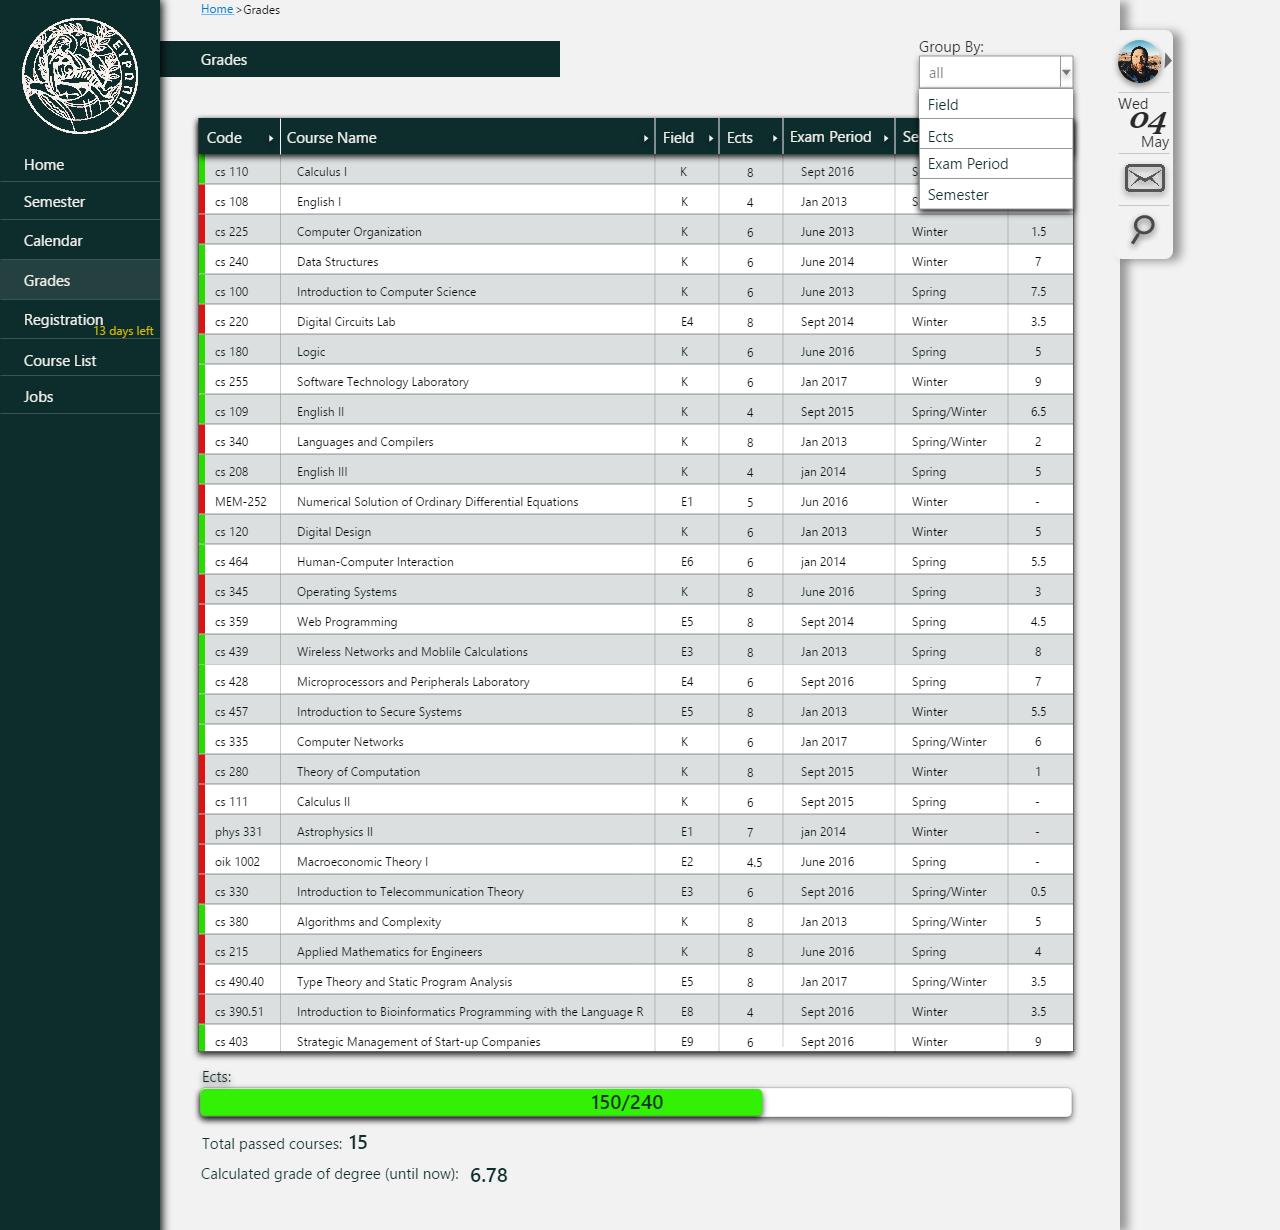 Home >Grades
ΕΥΡΩΠΗ
Grades
Group By:
all
Field
Ects
Exam Period
Semester
Wed
04
May
Home
Semester
Calendar
Grades
Registration
13 days left
Course List
Jobs
Code Course Name Field Ects Exam Period Se
cs 110 Calculus I K 8 Sept 2016 S
cs 108 English I K 4 Jan 2013
cs 225 Computer Organization K 6 June 2013 Winter 1.5
cs 240 Data Structures K 6 June 2014 Winter 7
cs 100 Introduction to Computer Science K 6 June 2013 Spring 7.5
cs 220 Digital Circuits Lab E4 8 Sept 2014 Winter 3.5
cs 180 Logic K 6 June 2016 Spring 5
cs 255 Software Technology Laboratory K 6 Jan 2017 Winter 9
cs 109 English II K 4 Sept 2015 Spring/Winter 6.5
cs 340 Languages and Compilers K 8 Jan 2013 Spring/Winter 2
cs 208 English III K 4 jan 2014 Spring 5
MEM-252 Numerical Solution of Ordinary Differential Equations E1 5 Jun 2016 Winter -
cs 120 Digital Design K 6 Jan 2013 Winter 5
cs 464 Human-Computer Interaction E6 6 jan 2014 Spring 5.5
cs 345 Operating Systems K 8 June 2016 Spring 3
cs 359 Web Programming E5 8 Sept 2014 Spring 4.5
cs 439 Wireless Networks and Moblile Calculations E3 8 Jan 2013 Spring 8
cs 428 Microprocessors and Peripherals Laboratory E4 6 Sept 2016 Spring 7
cs 457 Introduction to Secure Systems E5 8 Jan 2013 Winter 5.5
cs 335 Computer Networks K 6 Jan 2017 Spring/Winter 6
cs 280 Theory of Computation K 8 Sept 2015 Winter 1
cs 111 Calculus II K 6 Sept 2015 Spring -
phys 331 Astrophysics II E1 7 jan 2014 Winter -
oik 1002 Macroeconomic Theory I E2 4.5 June 2016 Spring -
cs 330 Introduction to Telecommunication Theory E3 6 Sept 2016 Spring/Winter 0.5
cs 380 Algorithms and Complexity K 8 Jan 2013 Spring/Winter 5
cs 215 Applied Mathematics for Engineers K 8 June 2016 Spring 4
cs 490.40 Type Theory and Static Program Analysis E5 8 Jan 2017 Spring/Winter 3.5
cs 390.51 Introduction to Bioinformatics Programming with the Language R E8 4 Sept 2016 Winter 3.5
cs 403 Strategic Management of Start-up Companies E9 6 Sept 2016 Winter 9
Ects:
150/240
Total passed courses: 15
Calculated grade of degree (until now): 6.78